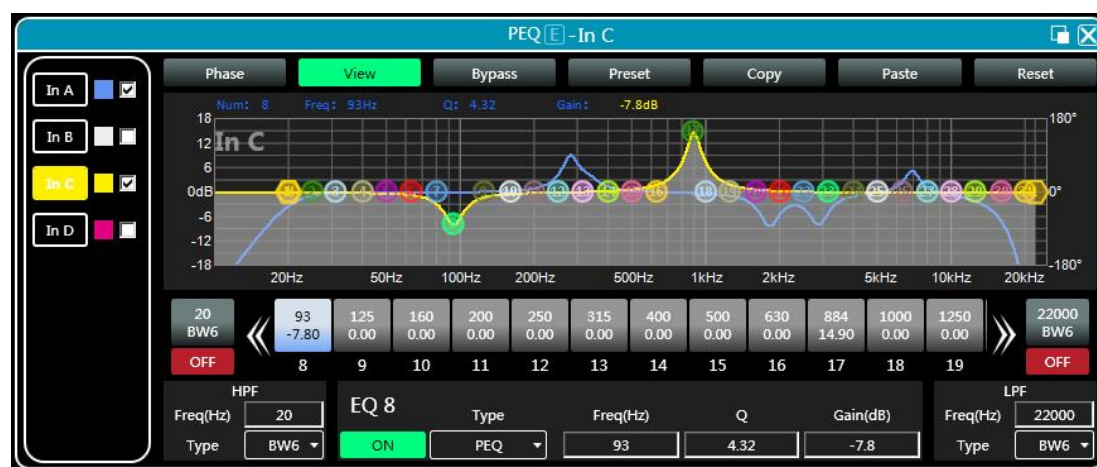 PEQ E -In C
In A
In B
In C
In D
Phase View Bypass Preset Copy Paste Reset
Num: 8 Freq: 93Hz Q: 4.32 Gain: -7.8dB
18 180°
In C
12
6
0dB 0°
-6
-12
-18 -180°
20Hz 50Hz 100Hz 200Hz 500Hz 1kHz 2kHz 5kHz 10kHz 20kHz
20 93 125 160 200 250 315 400 500 630 884 1000 1250 22000
BW6 -7.80 0.00 0.00 0.00 0.00 0.00 0.00 0.00 0.00 14.90 0.00 0.00 BW6
OFF 8 9 10 11 12 13 14 15 16 17 18 19 OFF
HPF LPF
EQ 8 Type Freq(Hz) Q Gain(dB)
Freq(Hz) 20 Freq(Hz) 22000
Type BW6 ON PEQ 93 4.32 -7.8 Type BW6